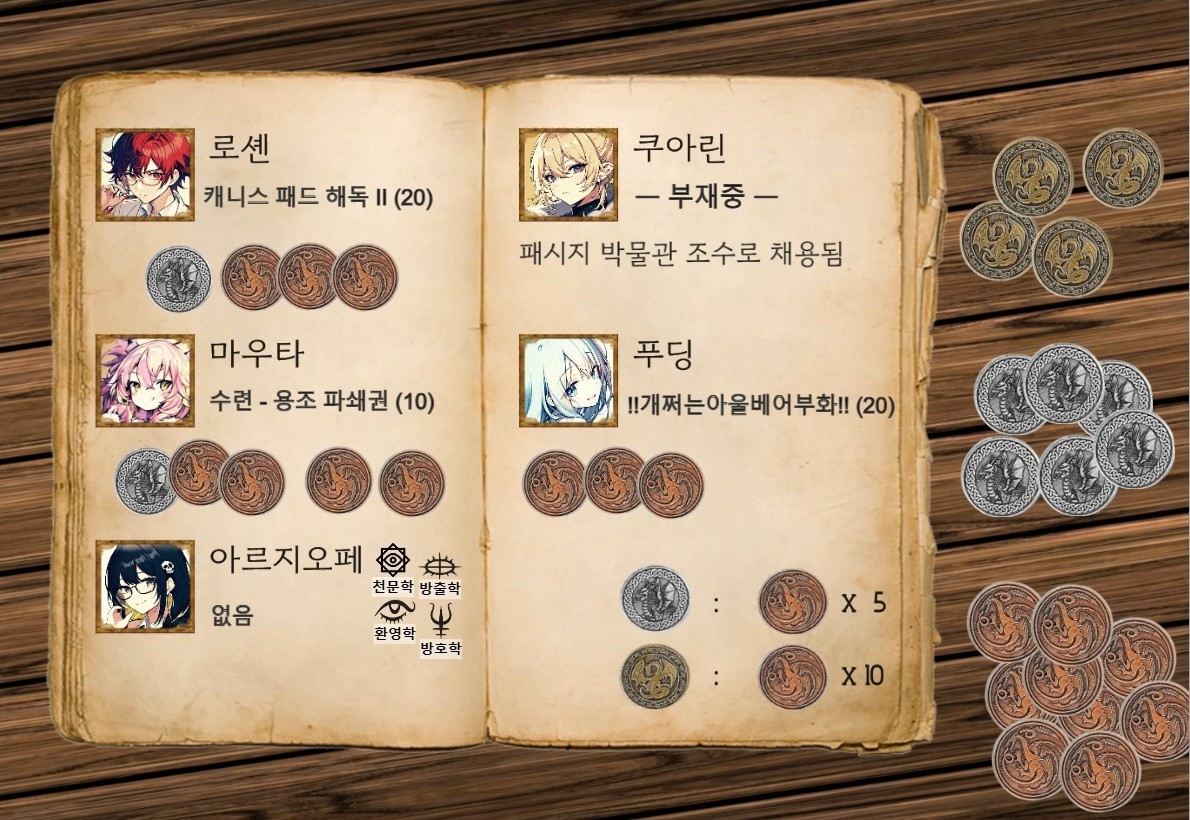 로셴
캐니스 패드 해독 II (20)
마우타
수련 - 용조 파쇄권 (10)
아르지오페
없음
천문학
방출학
환영학
방호학
쿠아린
— 부재중 —
패시지 박물관 조수로 채용됨
푸딩
!!개쩌는아울베어부화!! (20)
: X 5
: X 10